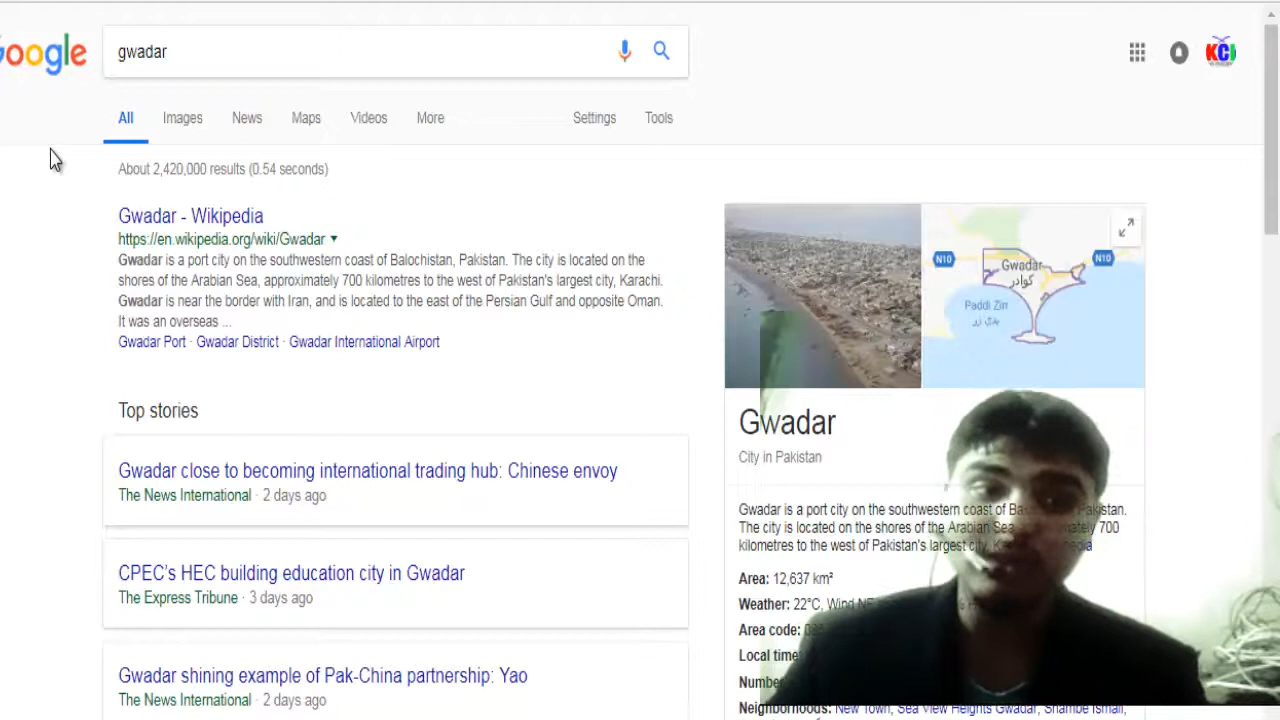 Google
gwadar
KCI
All Images News Maps Videos More Settings Tools
About 2,420,000 results (0.54 seconds)
Gwadar - Wikipedia
https://en.wikipedia.org/wiki/Gwadar
Gwadar is a port city on the southwestern coast of Balochistan, Pakistan. The city is located on the
shores of the Arabian Sea, approximately 700 kilometres to the west of Pakistan's largest city, Karachi.
Gwadar is near the border with Iran, and is located to the east of the Persian Gulf and opposite Oman.
It was an overseas ...
Gwadar Port · Gwadar District · Gwadar International Airport
Top stories
Gwadar close to becoming international trading hub: Chinese envoy
The News International · 2 days ago
CPEC's HEC building education city in Gwadar
The Express Tribune · 3 days ago
Gwadar shining example of Pak-China partnership: Yao
The News International · 2 days ago
N10
N10
Gwadar
گوادر
Paddi Zirr
Gwadar
City in Pakistan
Gwadar is a port city on the southwestern coast of Pakistan.
The city is located on the shores of the Arabian Sea, 700
kilometres to the west of Pakistan's largest city,
Area: 12,637 km²
Weather: 22°C, Wind
Area code:
Local time:
Neighborhoods: New Town, Sea View Heights Gwadar, Shambe Ismail,